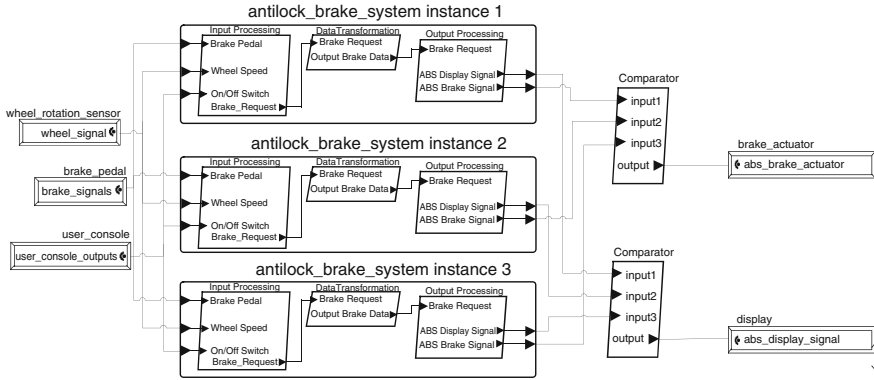 antilock_brake_system instance 1
Input Processing
DataTransformation
Output Processing
Brake Pedal
Brake Request
Brake Request
Output Brake Data
Wheel Speed
ABS Display Signal
ABS Brake Signal
On/Off Switch
Brake_Request
Comparator
input1
input2
input3
output
wheel_rotation_sensor
wheel_signal
antilock_brake_system instance 2
Input Processing
DataTransformation
Output Processing
brake_actuator
abs_brake_actuator
brake_pedal
brake_signals
Brake Pedal
Brake Request
Brake Request
Output Brake Data
Wheel Speed
ABS Display Signal
ABS Brake Signal
On/Off Switch
Brake_Request
user_console
user_console_outputs
Comparator
input1
input2
input3
output
antilock_brake_system instance 3
Input Processing
DataTransformation
Output Processing
Brake Pedal
Brake Request
Brake Request
Output Brake Data
Wheel Speed
ABS Display Signal
ABS Brake Signal
On/Off Switch
Brake_Request
display
abs_display_signal